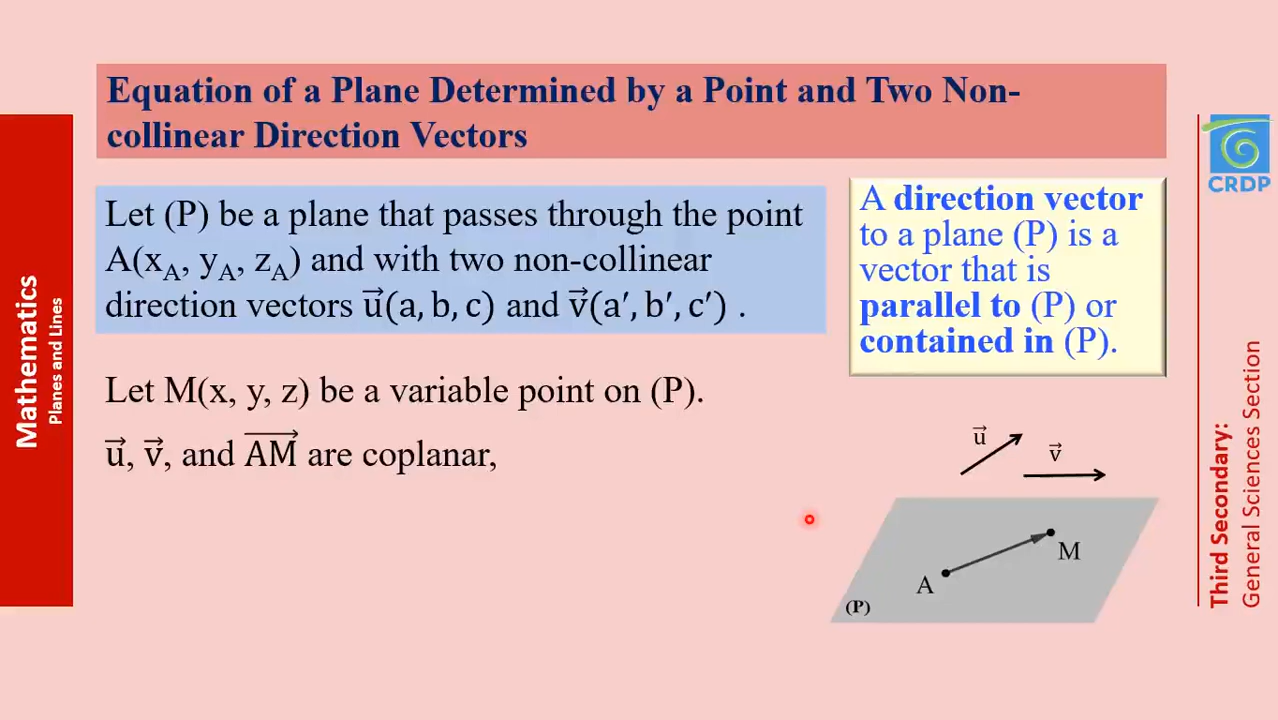 Equation of a Plane Determined by a Point and Two Non-
collinear Direction Vectors
Let (P) be a plane that passes through the point
A(x_A, y_A, z_A) and with two non-collinear
direction vectors u⃗(a, b, c) and v⃗(a′, b′, c′) .
A direction vector
to a plane (P) is a
vector that is
parallel to (P) or
contained in (P).
Let M(x, y, z) be a variable point on (P).
u⃗, v⃗, and A͞M⃗ are coplanar,
u⃗
v⃗
M
A
(P)
Mathematics
Planes and Lines
CRDP
Third Secondary:
General Sciences Section